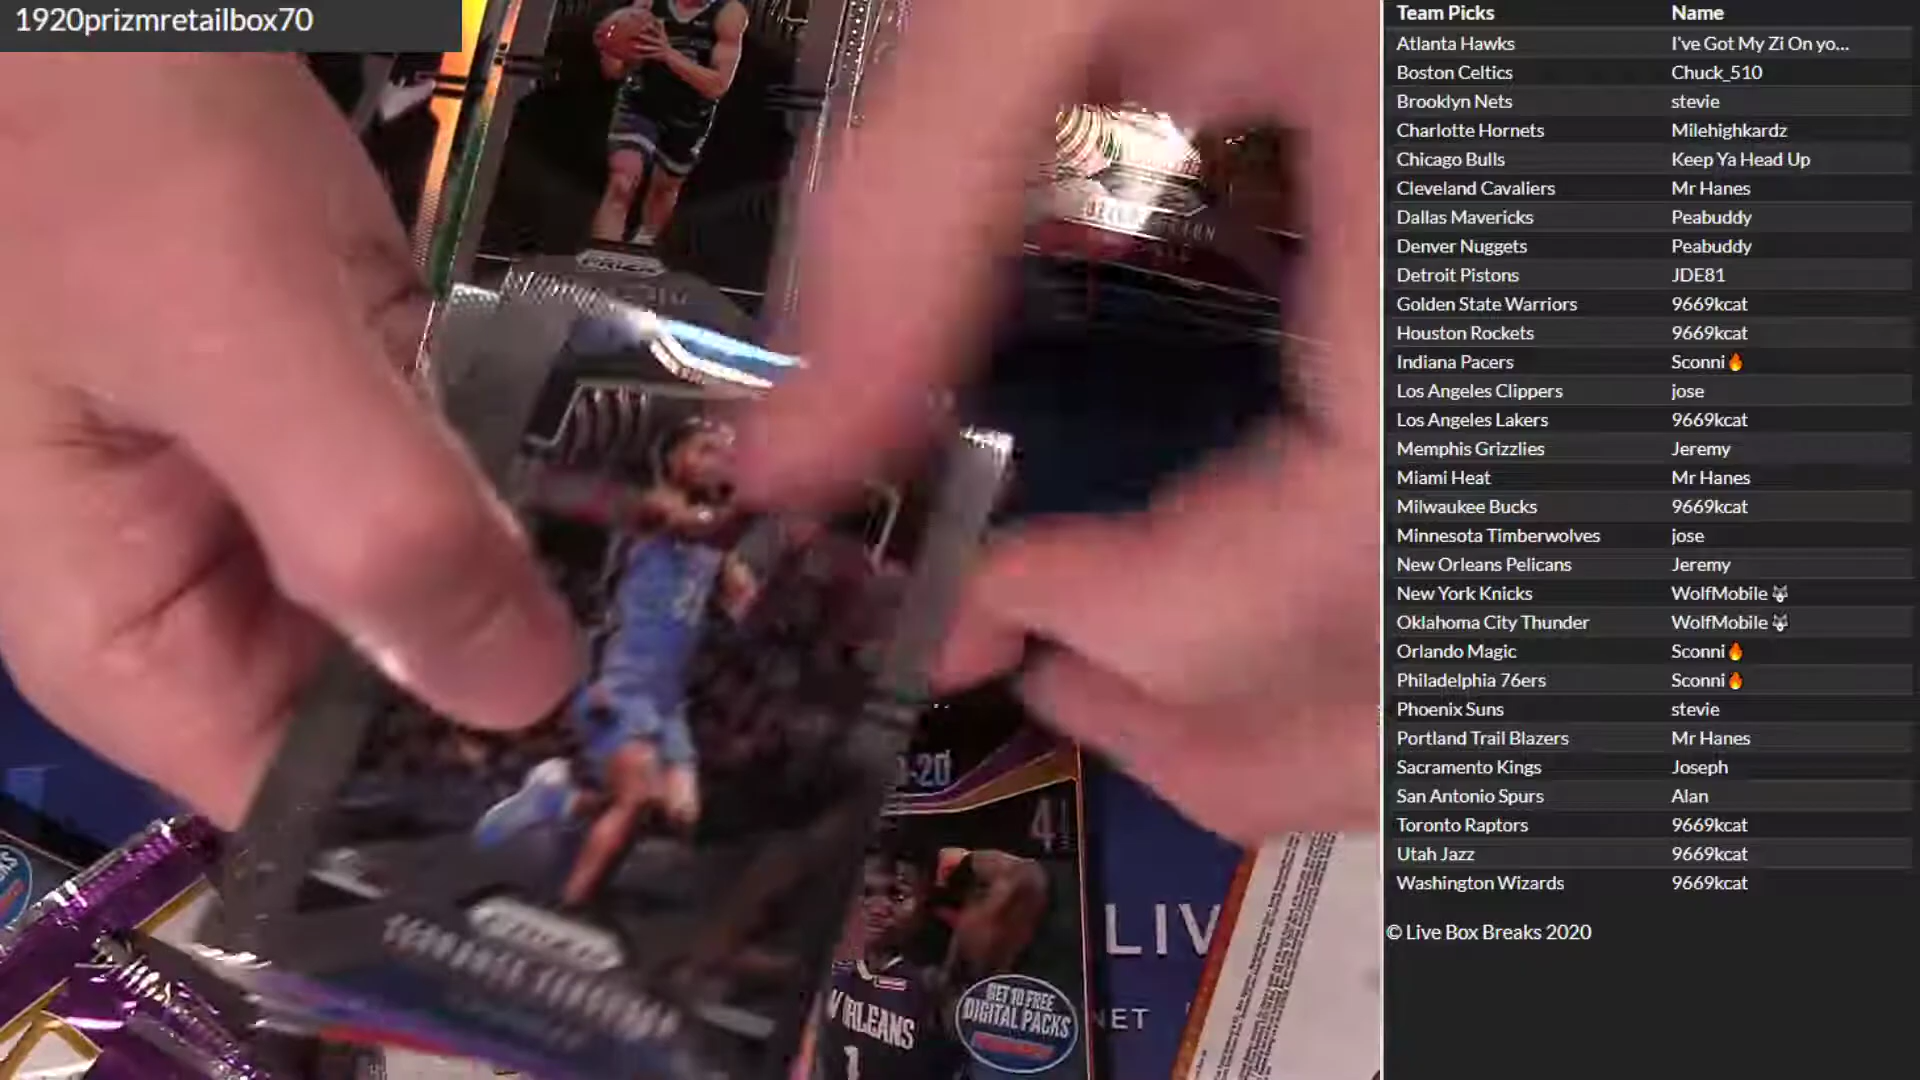 1920prizmretailbox70
Team Picks Name
Atlanta Hawks I've Got My Zi On yo...
Boston Celtics Chuck_510
Brooklyn Nets stevie
Charlotte Hornets Milehighkardz
Chicago Bulls Keep Ya Head Up
Cleveland Cavaliers Mr Hanes
Dallas Mavericks Peabuddy
Denver Nuggets Peabuddy
Detroit Pistons JDE81
Golden State Warriors 9669kcat
Houston Rockets 9669kcat
Indiana Pacers Sconni🔥
Los Angeles Clippers jose
Los Angeles Lakers 9669kcat
Memphis Grizzlies Jeremy
Miami Heat Mr Hanes
Milwaukee Bucks 9669kcat
Minnesota Timberwolves jose
New Orleans Pelicans Jeremy
New York Knicks WolfMobile 🐺
Oklahoma City Thunder WolfMobile 🐺
Orlando Magic Sconni🔥
Philadelphia 76ers Sconni🔥
Phoenix Suns stevie
Portland Trail Blazers Mr Hanes
Sacramento Kings Joseph
San Antonio Spurs Alan
Toronto Raptors 9669kcat
Utah Jazz 9669kcat
Washington Wizards 9669kcat
© Live Box Breaks 2020
PRIZM
-20
4
LIV
NET
W ORLEANS
1
GET 10 FREE
DIGITAL PACKS